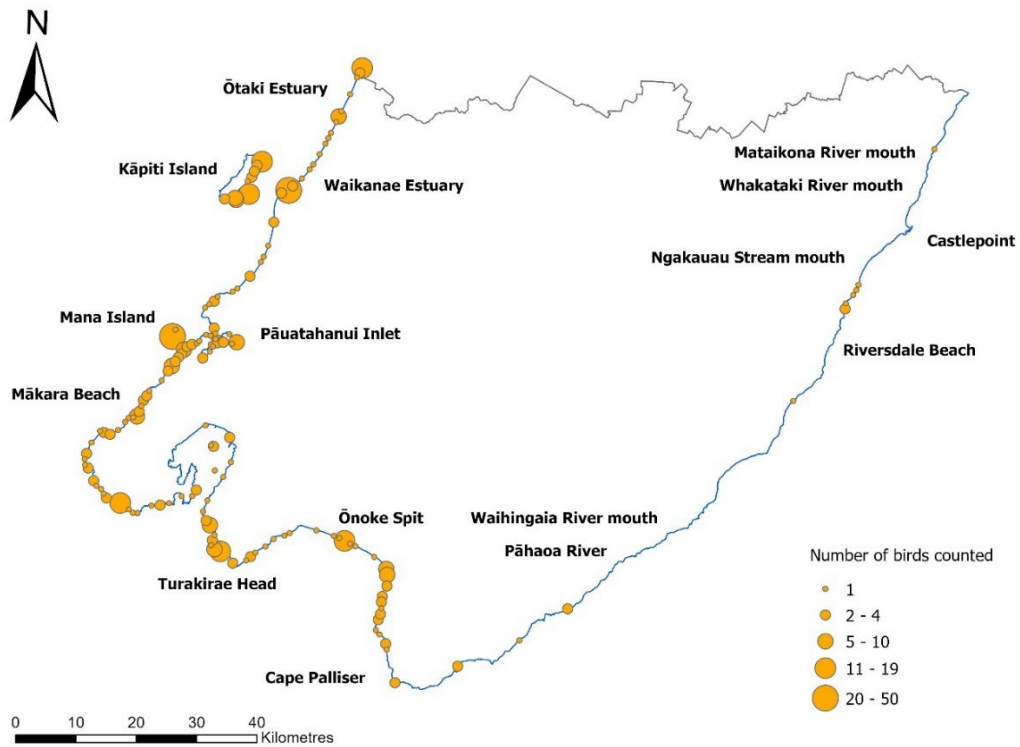 N
Ōtaki Estuary
Mataikona River mouth
Kāpiti Island
Waikanae Estuary
Whakataki River mouth
Castlepoint
Ngakauau Stream mouth
Mana Island
Pāuatahanui Inlet
Riversdale Beach
Mākara Beach
Ōnoke Spit
Waihingaia River mouth
Pāhaoa River
Number of birds counted
Turakirae Head
1
2 - 4
5 - 10
Cape Palliser
11 - 19
20 - 50
0 10 20 30 40
Kilometres